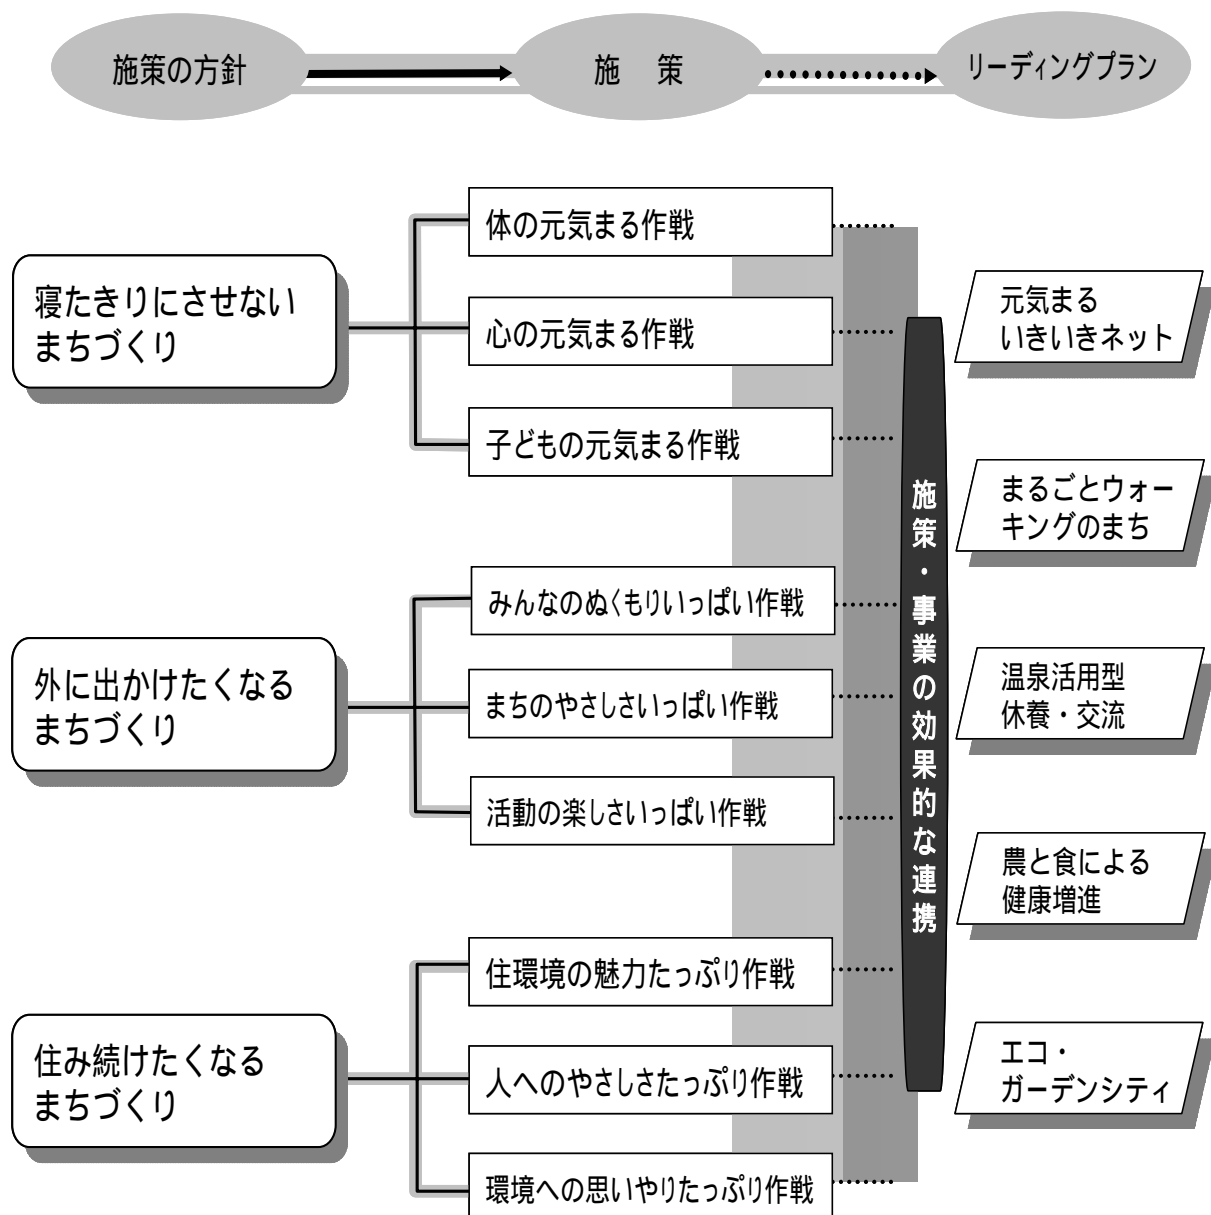 施策の方針
施　策
リーディングプラン
寝たきりにさせない
まちづくり
体の元気まる作戦
心の元気まる作戦
子どもの元気まる作戦
外に出かけたくなる
まちづくり
みんなのぬくもりいっぱい作戦
まちのやさしさいっぱい作戦
活動の楽しさいっぱい作戦
住み続けたくなる
まちづくり
住環境の魅力たっぷり作戦
人へのやさしさたっぷり作戦
環境への思いやりたっぷり作戦
施策・事業の効果的な連携
元気まる
いきいきネット
まるごとウォー
キングのまち
温泉活用型
休養・交流
農と食による
健康増進
エコ・
ガーデンシティ